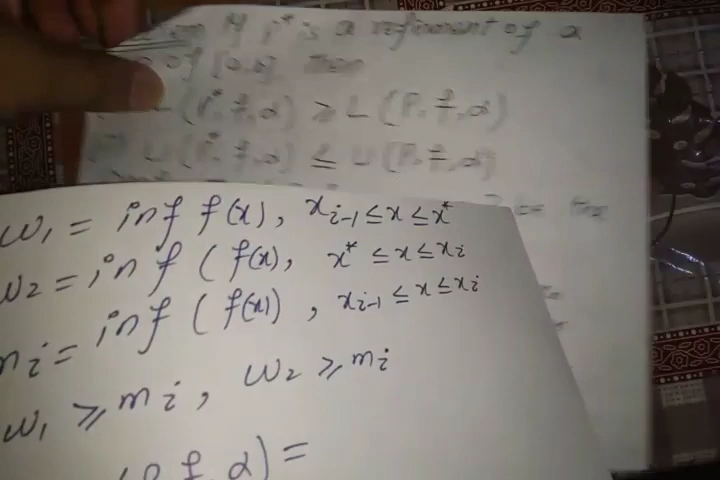 If P* is a refinement of a
of [a,b], then
L(P*, f, α) ≥ L(P, f, α)
U(P*, f, α) ≤ U(P, f, α)
w₁ = inf f(x), xᵢ₋₁ ≤ x ≤ x*
w₂ = inf (f(x), x* ≤ x ≤ xᵢ
mᵢ = inf (f(x)), xᵢ₋₁ ≤ x ≤ xᵢ
w₁ ≥ mᵢ, w₂ ≥ mᵢ
(P, f, α) =